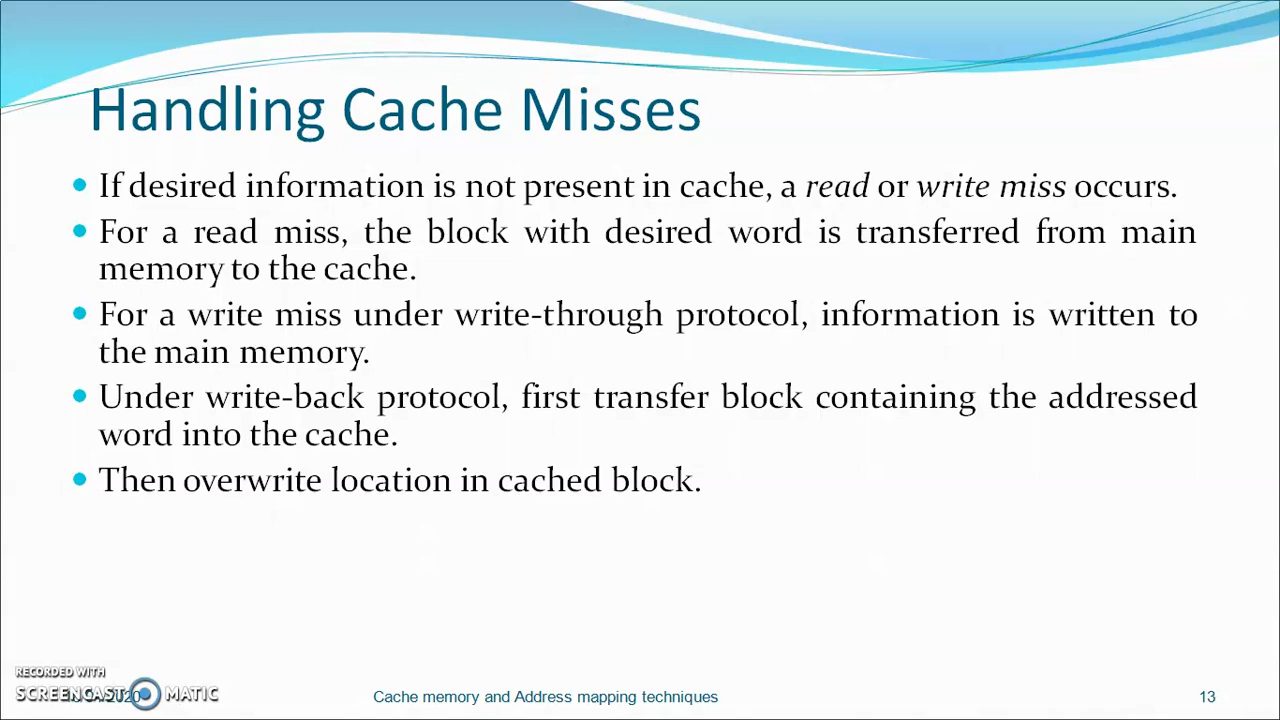 Handling Cache Misses
• If desired information is not present in cache, a read or write miss occurs.
• For a read miss, the block with desired word is transferred from main
memory to the cache.
• For a write miss under write-through protocol, information is written to
the main memory.
• Under write-back protocol, first transfer block containing the addressed
word into the cache.
• Then overwrite location in cached block.
RECORDED WITH
SCREENCAST MATIC
Cache memory and Address mapping techniques
13